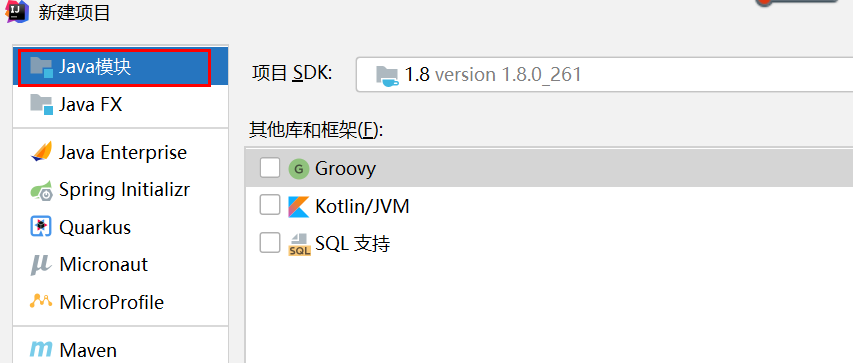 新建项目
Java模块
Java FX
Java Enterprise
Spring Initializr
Quarkus
Micronaut
MicroProfile
Maven
项目 SDK:
1.8 version 1.8.0_261
其他库和框架(F):
G Groovy
Kotlin/JVM
SQL SQL 支持